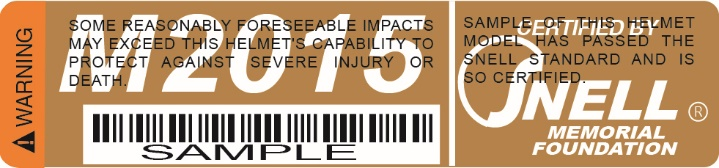 WARNING
SOME REASONABLY FORESEEABLE IMPACTS
MAY EXCEED THIS HELMET'S CAPABILITY TO
PROTECT AGAINST SEVERE INJURY OR
DEATH.
M2015
SAMPLE
SAMPLE OF THIS HELMET
MODEL HAS PASSED THE
SNELL STANDARD AND IS
SO CERTIFIED.
CERTIFIED BY
SNELL ®
MEMORIAL
FOUNDATION